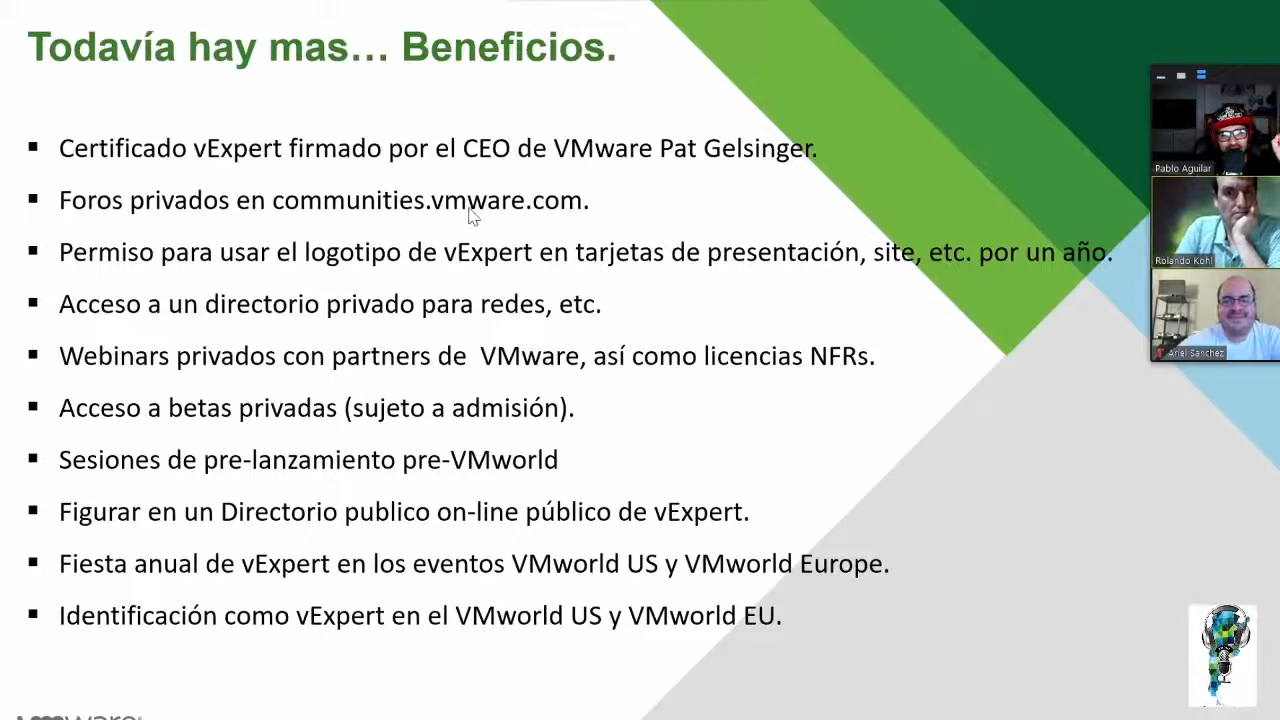 Todavía hay mas... Beneficios.
Certificado vExpert firmado por el CEO de VMware Pat Gelsinger.
Foros privados en communities.vmware.com.
Permiso para usar el logotipo de vExpert en tarjetas de presentación, site, etc. por un año.
Acceso a un directorio privado para redes, etc.
Webinars privados con partners de  VMware, así como licencias NFRs.
Acceso a betas privadas (sujeto a admisión).
Sesiones de pre-lanzamiento pre-VMworld
Figurar en un Directorio publico on-line público de vExpert.
Fiesta anual de vExpert en los eventos VMworld US y VMworld Europe.
Identificación como vExpert en el VMworld US y VMworld EU.
Pablo Aguilar
Rolando Kohl
Ariel Sanchez
vmware